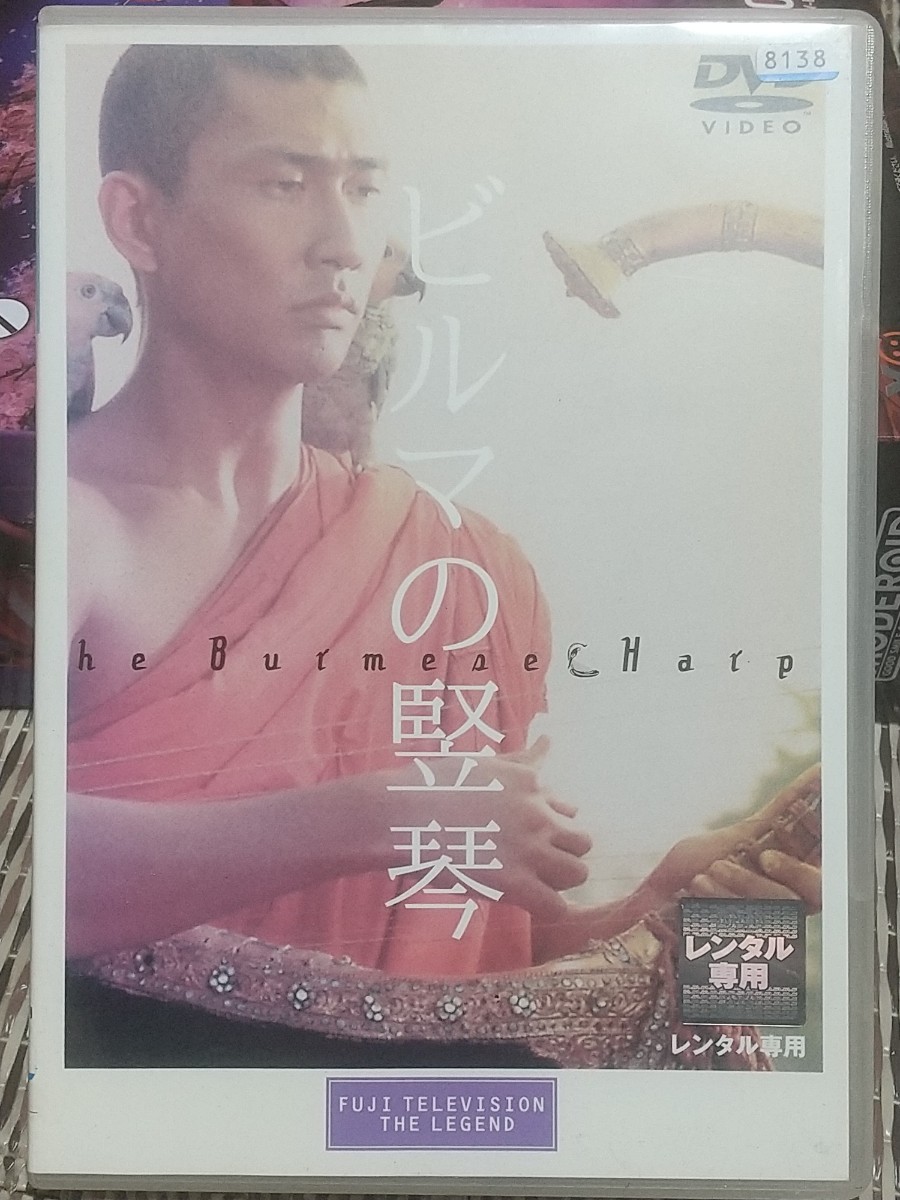 DVD
8138
VIDEO
ビルマの竪琴
he Burmese Harp
レンタル
専用
レンタル専用
FUJI TELEVISION
THE LEGEND